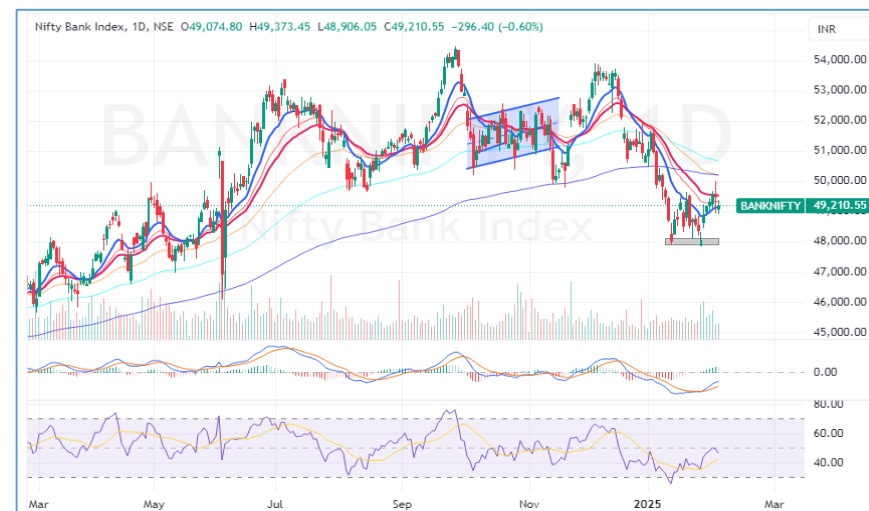 Nifty Bank Index, 1D, NSE O49,074.80 H49,373.45 L48,906.05 C49,210.55 −296.40 (−0.60%)
INR
54,000.00
53,000.00
52,000.00
51,000.00
50,000.00
BANKNIFTY 49,210.55
48,000.00
47,000.00
46,000.00
45,000.00
0.00
80.00
60.00
40.00
Mar May Jul Sep Nov 2025 Mar
BANKNIFTY, 1D
Nifty Bank Index